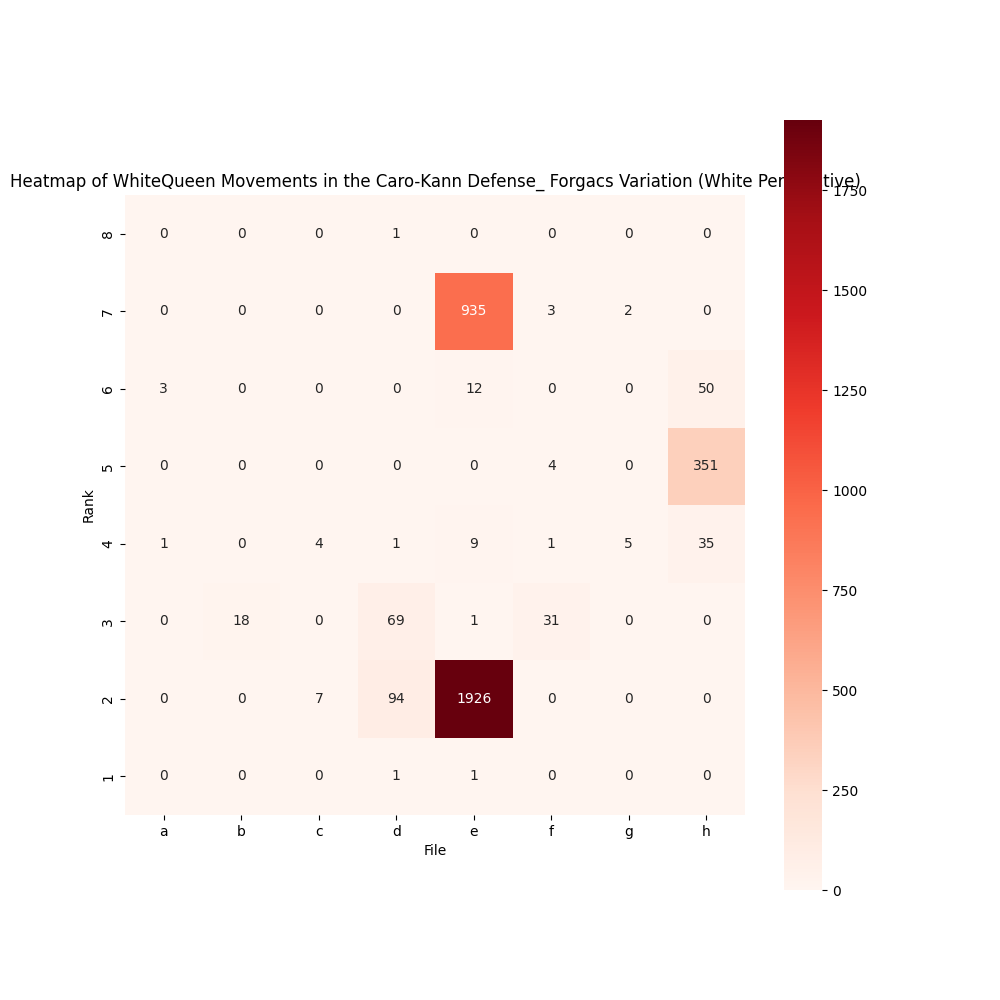 Heatmap of WhiteQueen Movements in the Caro-Kann Defense_ Forgacs Variation (White Perspective)
8 0 0 0 1 0 0 0 0
7 0 0 0 0 935 3 2 0
6 3 0 0 0 12 0 0 50
5 0 0 0 0 0 4 0 351
4 1 0 4 1 9 1 5 35
3 0 18 0 69 1 31 0 0
2 0 0 7 94 1926 0 0 0
1 0 0 0 1 1 0 0 0
a b c d e f g h
File
Rank
1750
1500
1250
1000
750
500
250
0